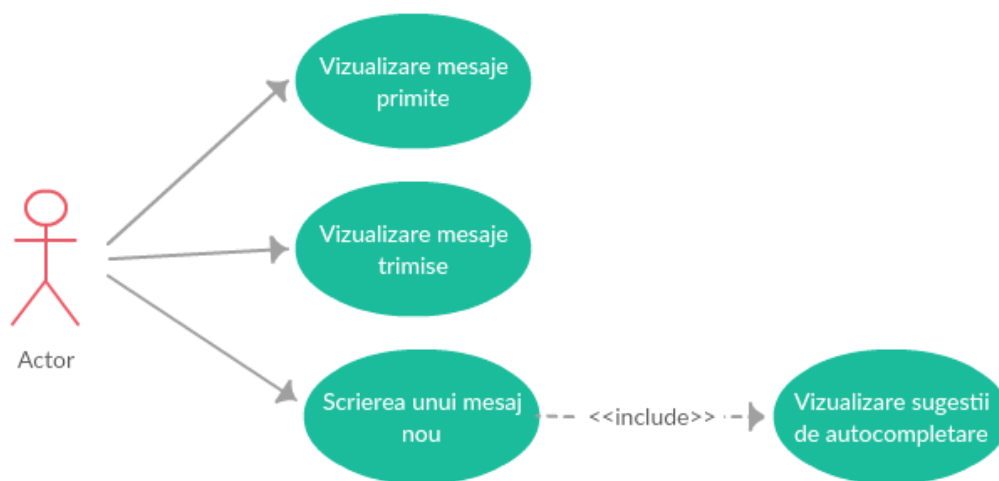 Vizualizare mesaje
primite
Vizualizare mesaje
trimise
Actor
Scrierea unui mesaj
nou
<<include>>
Vizualizare sugestii
de autocompletare